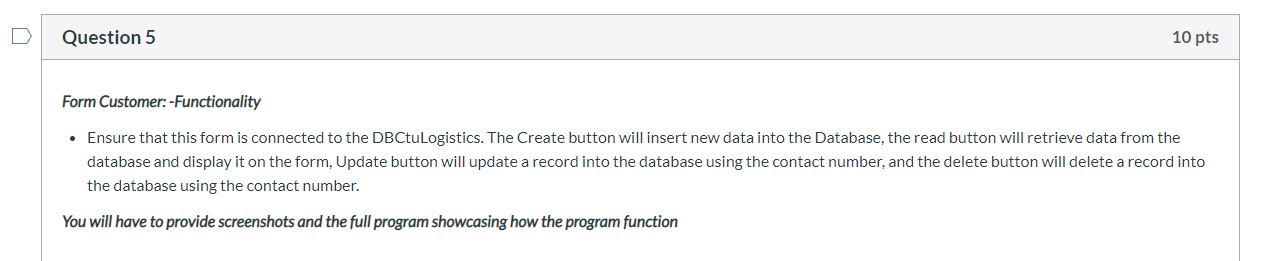 Question 5
10 pts
Form Customer: -Functionality
• Ensure that this form is connected to the DBCtuLogistics. The Create button will insert new data into the Database, the read button will retrieve data from the
database and display it on the form, Update button will update a record into the database using the contact number, and the delete button will delete a record into
the database using the contact number.
You will have to provide screenshots and the full program showcasing how the program function